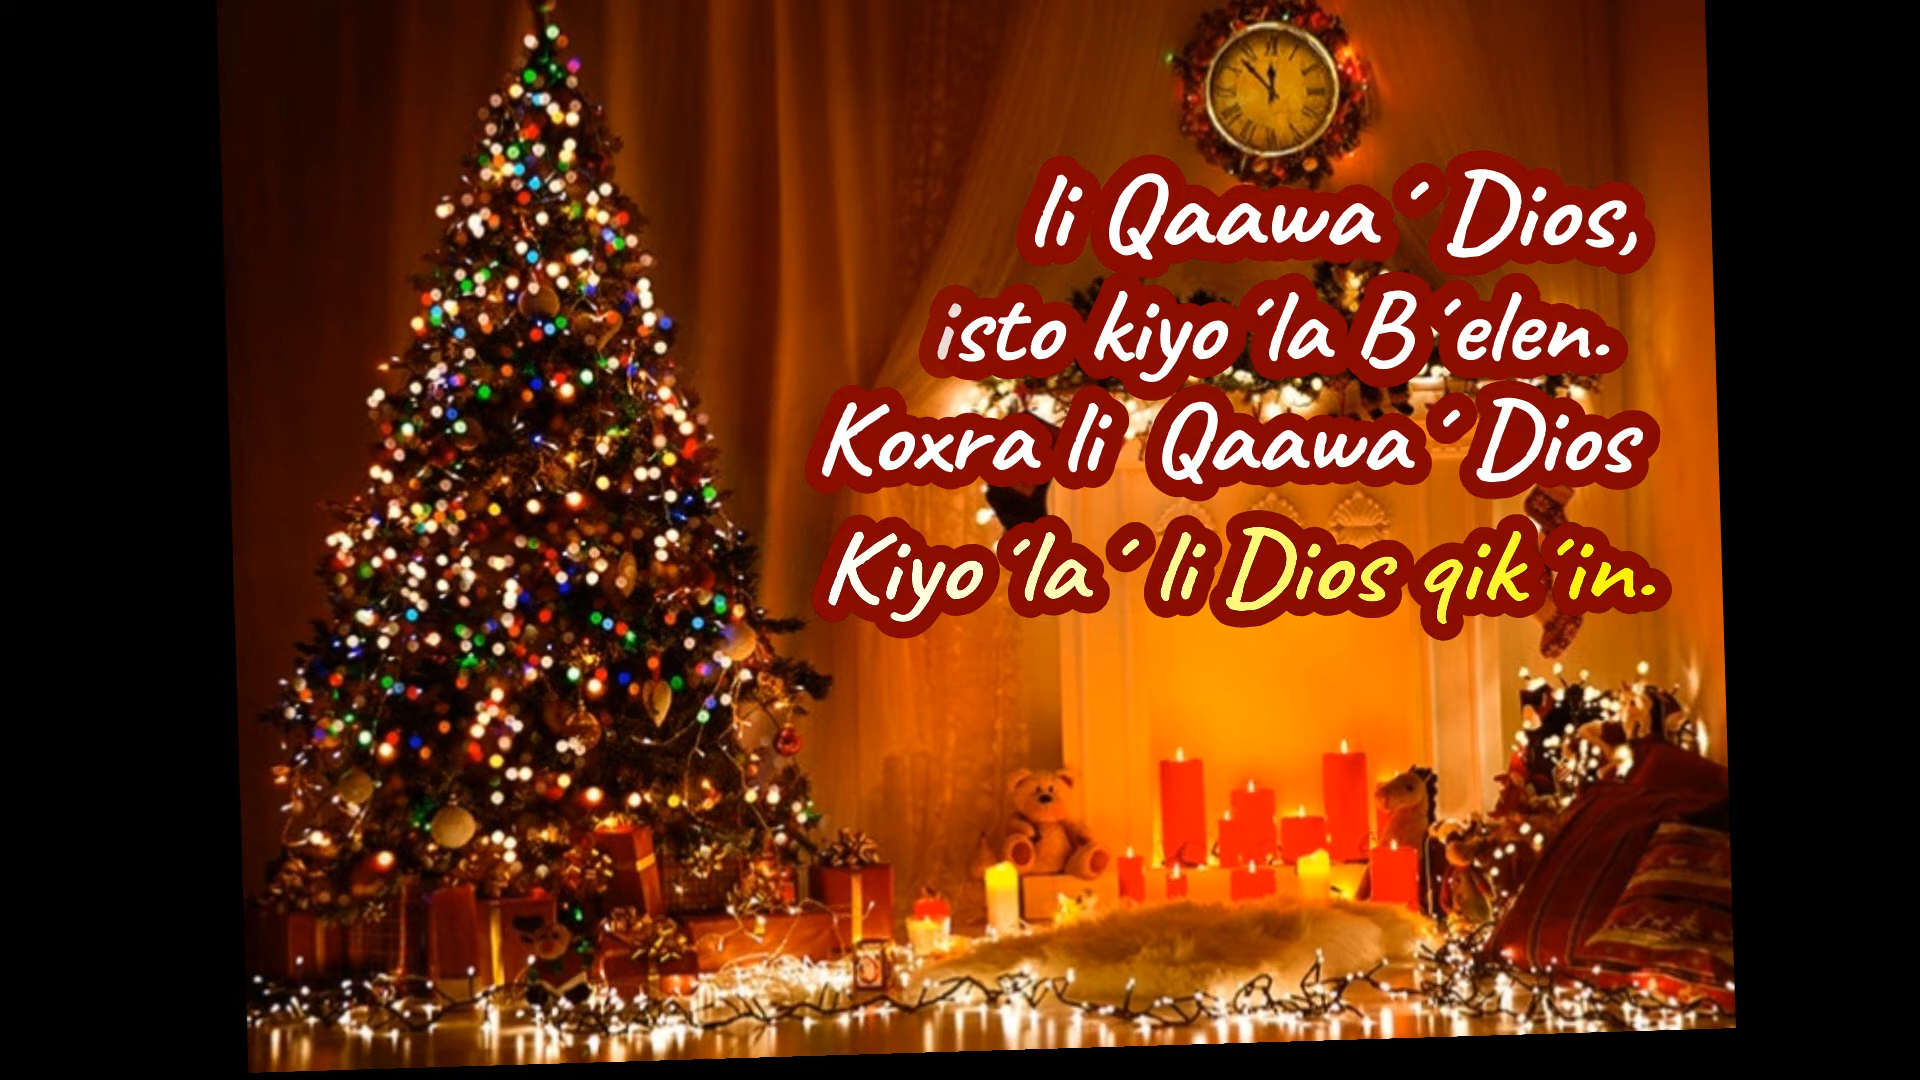 li Qaawa´ Dios,
isto kiyo´la B´elen.
Koxra li Qaawa´ Dios
Kiyo´la´ li Dios qik´in.